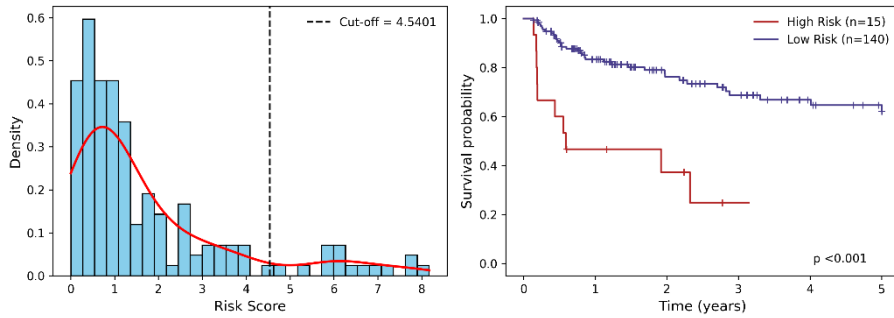 Cut-off = 4.5401
Density
0.6
0.5
0.4
0.3
0.2
0.1
0.0
0 1 2 3 4 5 6 7 8
Risk Score
High Risk (n=15)
Low Risk (n=140)
Survival probability
1.0
0.8
0.6
0.4
0.2
0.0
p <0.001
0 1 2 3 4 5
Time (years)